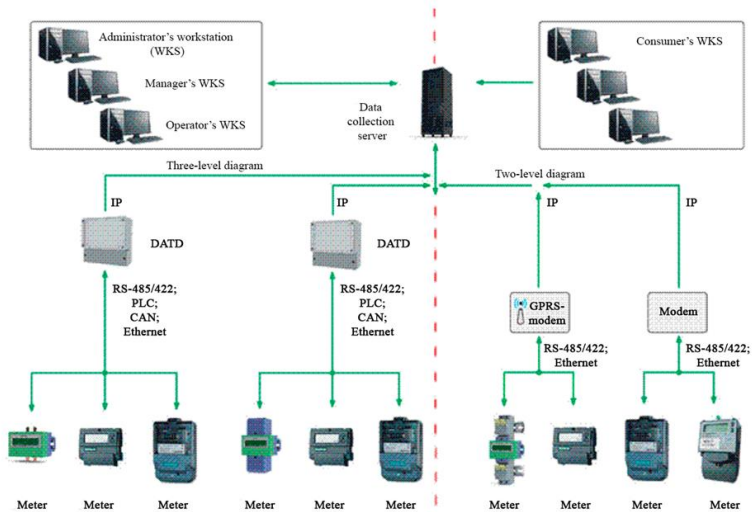 Administrator's workstation
(WKS)
Manager's WKS
Operator's WKS
Data
collection
server
Consumer's WKS
Three-level diagram
Two-level diagram
IP
IP
IP
IP
DATD
DATD
RS-485/422;
PLC;
CAN;
Ethernet
RS-485/422;
PLC;
CAN;
Ethernet
GPRS-
modem
Modem
RS-485/422;
Ethernet
RS-485/422;
Ethernet
Meter
Meter
Meter
Meter
Meter
Meter
Meter
Meter
Meter
Meter